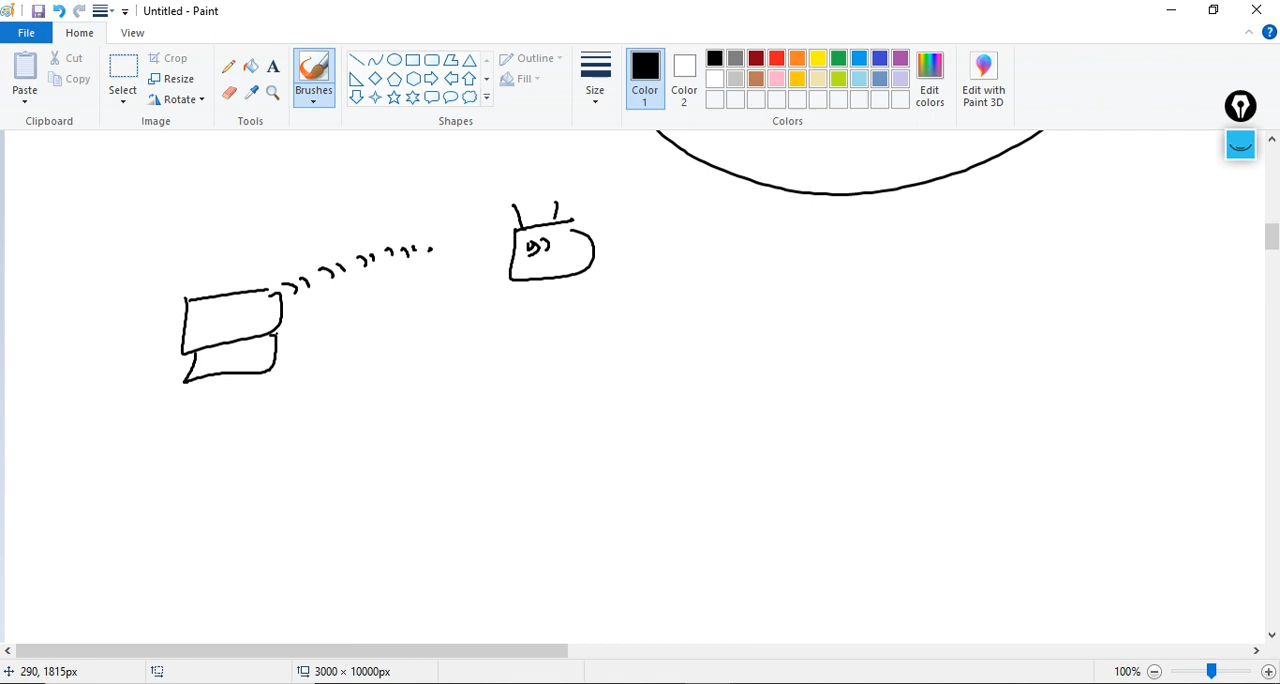 Untitled - Paint
File Home View
Paste Cut Copy Select Crop Resize Rotate Brushes Outline Fill Size Color 1 Color 2 Edit colors Edit with Paint 3D
Clipboard Image Tools Shapes Colors
290, 1815px 3000 × 10000px 100%